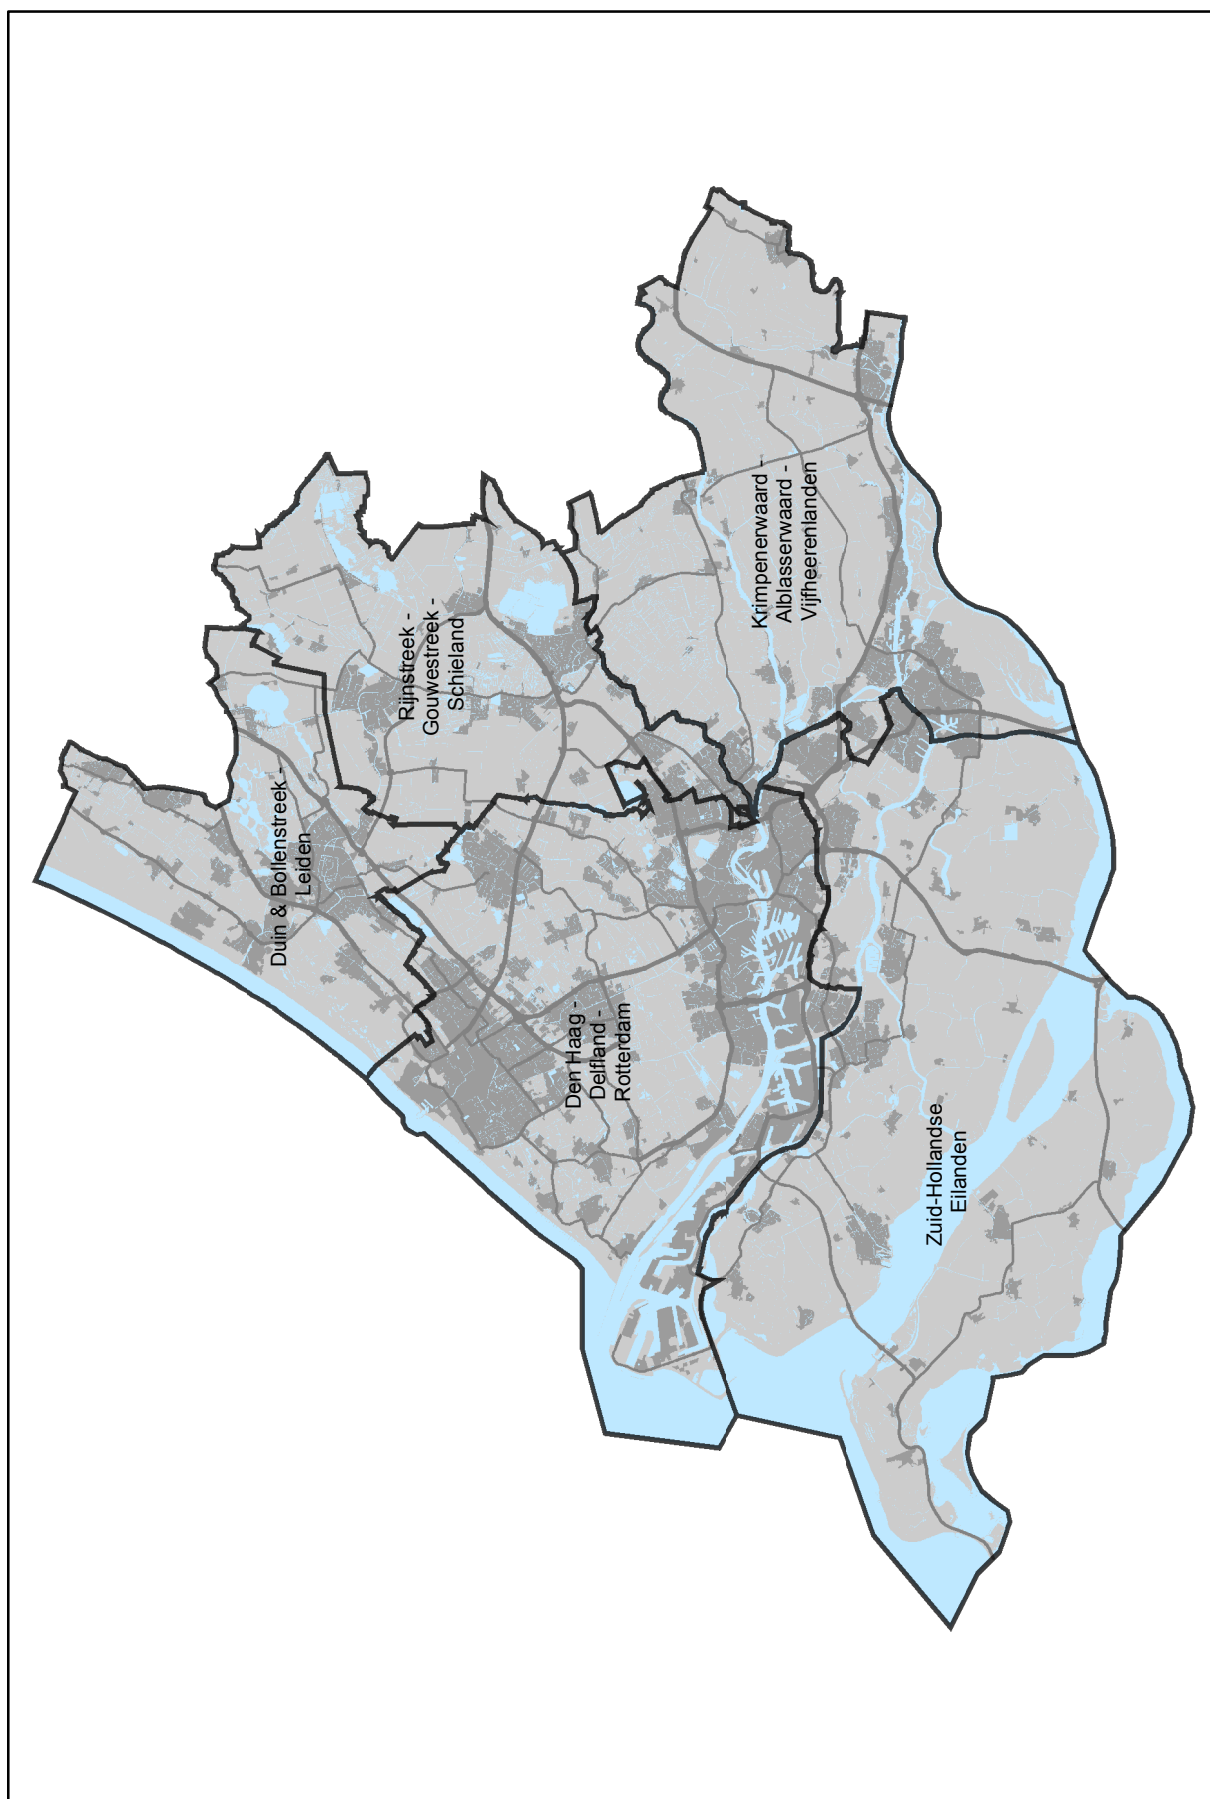 Duin & Bollenstreek -
Leiden
Rijnstreek -
Gouwestreek -
Schieland
Den Haag -
Delfland -
Rotterdam
Krimpenerwaard -
Alblasserwaard -
Vijfheerenlanden
Zuid-Hollandse
Eilanden